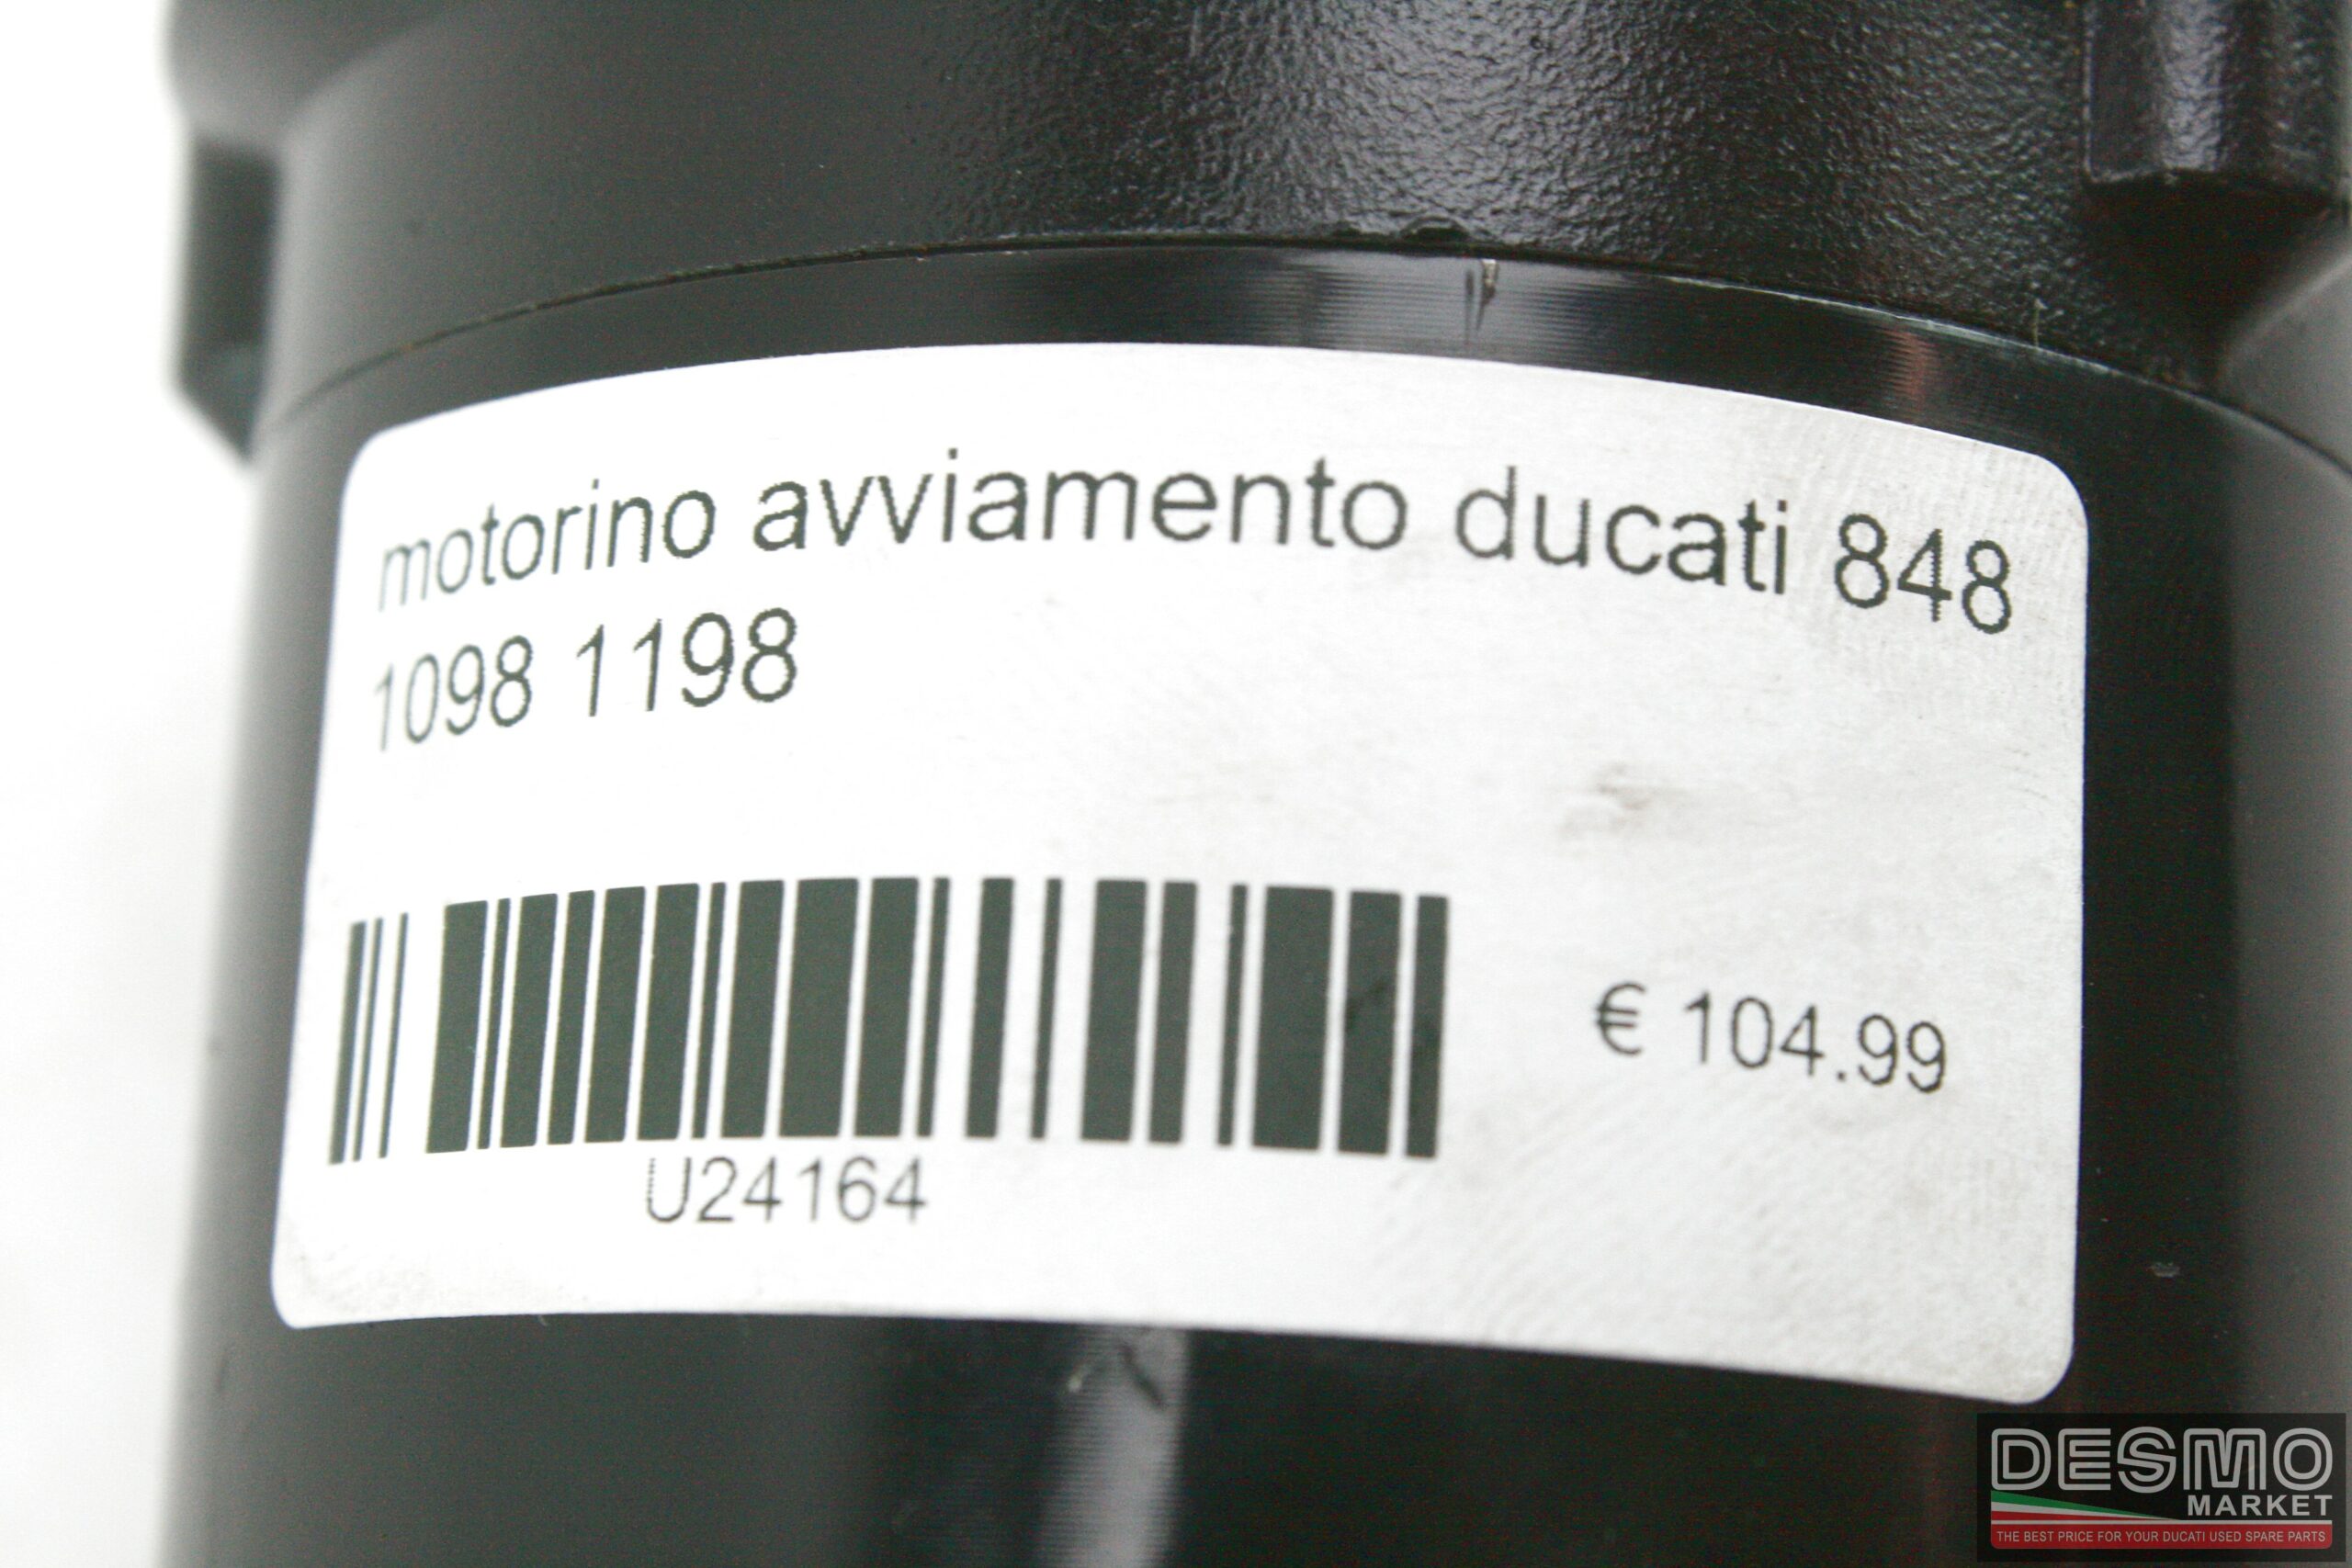 motorino avviamento ducati 848
1098 1198
€ 104.99
U24164
DESMO
MARKET
THE BEST PRICE FOR YOUR DUCATI USED SPARE PARTS